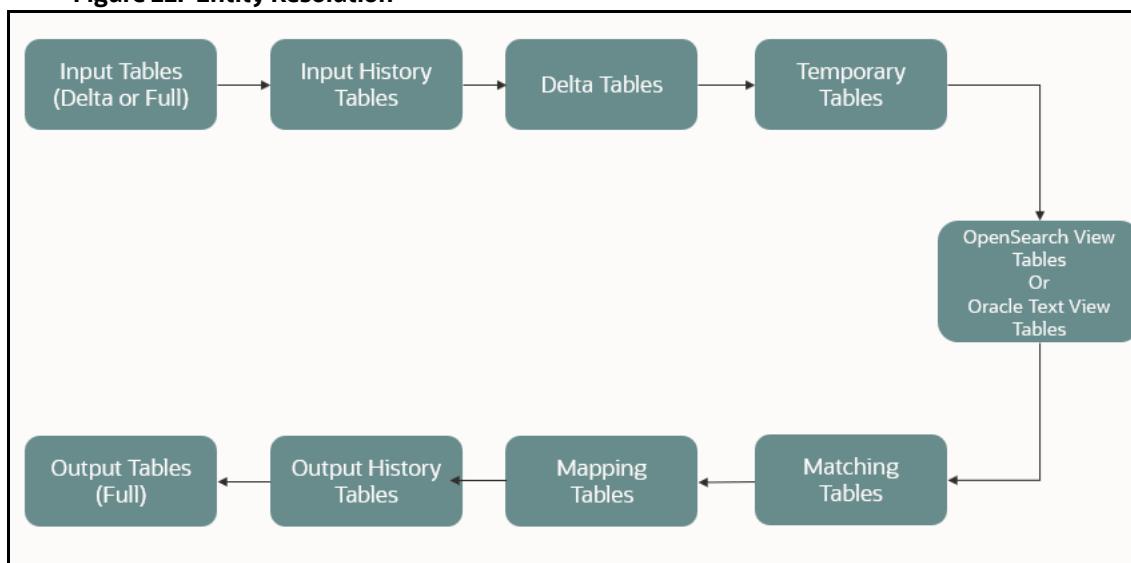 Figure 22: Entity Resolution
Input Tables
(Delta or Full)
Input History
Tables
Delta Tables
Temporary
Tables
OpenSearch View
Tables
Or
Oracle Text View
Tables
Output Tables
(Full)
Output History
Tables
Mapping
Tables
Matching
Tables